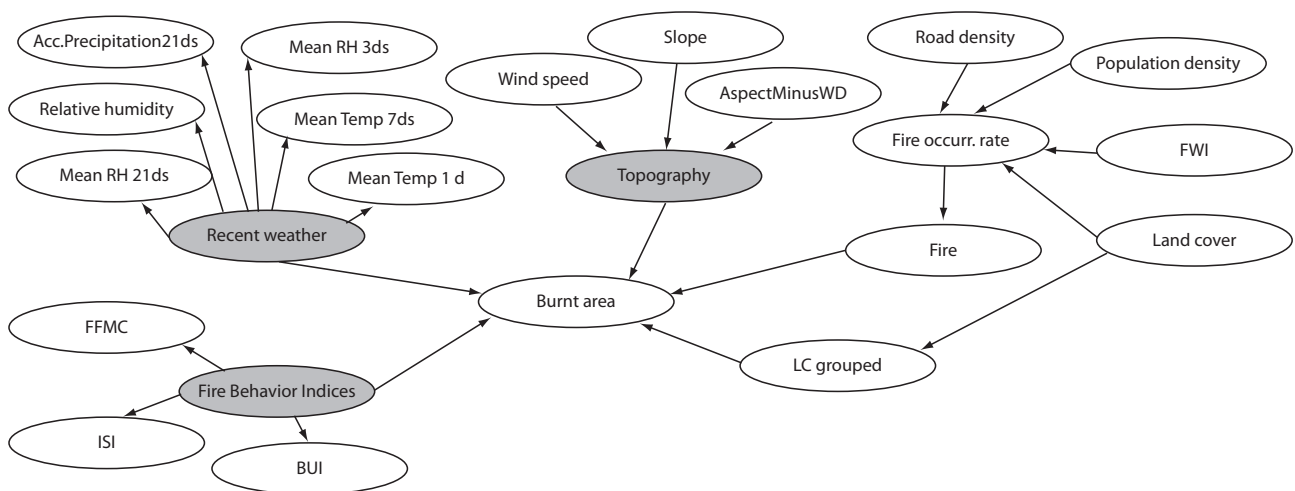 Acc.Precipitation21ds
Mean RH 3ds
Slope
Road density
Wind speed
Population density
AspectMinusWD
Relative humidity
Mean Temp 7ds
Fire occurr. rate
FWI
Mean RH 21ds
Mean Temp 1 d
Topography
Recent weather
Land cover
Fire
Burnt area
FFMC
LC grouped
Fire Behavior Indices
ISI
BUI